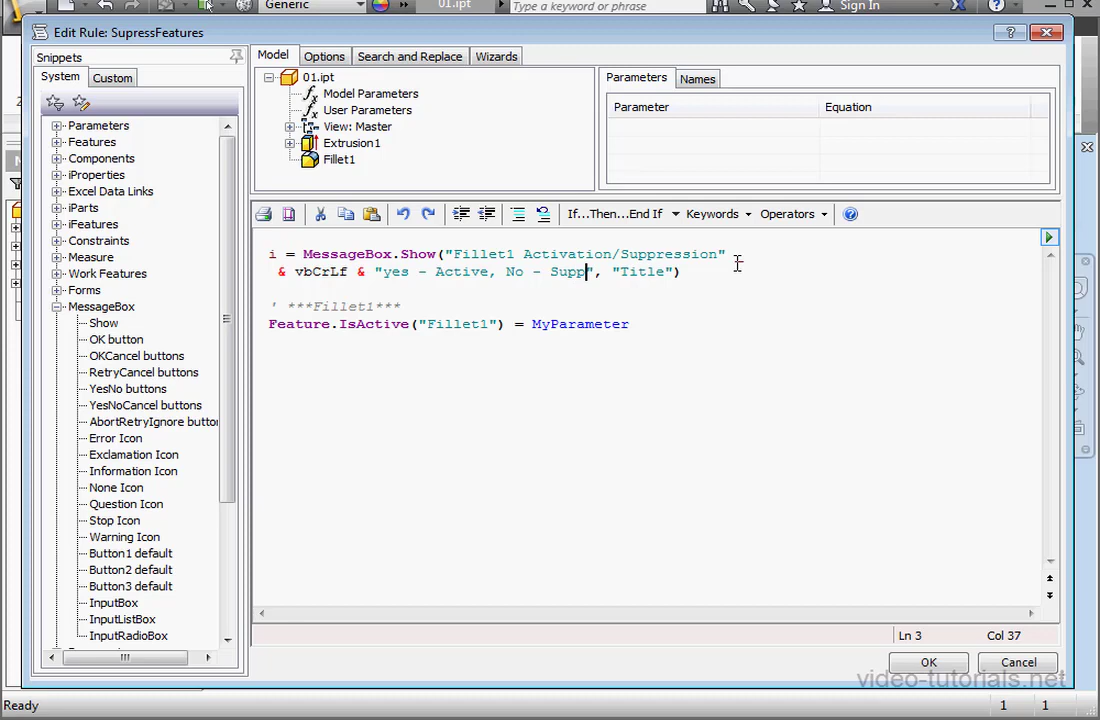 Generic
01.ipt
Type a keyword or phrase
Sign In
Edit Rule: SupressFeatures
Snippets
System
Custom
Parameters
Features
Components
iProperties
Excel Data Links
iParts
iFeatures
Constraints
Measure
Work Features
Forms
MessageBox
Show
OK button
OKCancel buttons
RetryCancel buttons
YesNo buttons
YesNoCancel buttons
AbortRetryIgnore button
Error Icon
Exclamation Icon
Information Icon
None Icon
Question Icon
Stop Icon
Warning Icon
Button1 default
Button2 default
Button3 default
InputBox
InputListBox
InputRadioBox
Model
Options
Search and Replace
Wizards
01.ipt
Model Parameters
User Parameters
View: Master
Extrusion1
Fillet1
Parameters
Names
Parameter
Equation
If...Then...End If
Keywords
Operators
i = MessageBox.Show("Fillet1 Activation/Suppression"
& vbCrLf & "yes - Active, No - Supp", "Title")
' ***Fillet1***
Feature.IsActive("Fillet1") = MyParameter
Ln 3
Col 37
OK
Cancel
video-tutorials.net
Ready
1
1